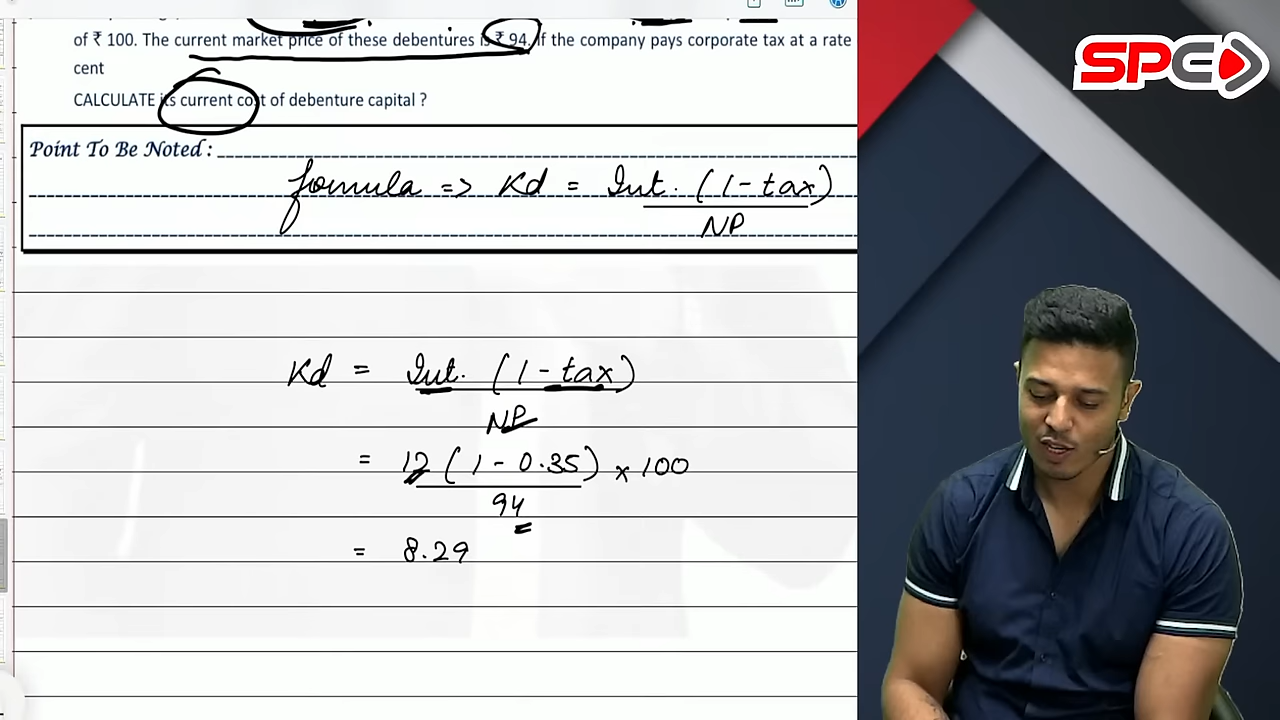 of ₹ 100. The current market price of these debentures is ₹ 94. If the company pays corporate tax at a rate
cent
CALCULATE its current cost of debenture capital ?
Point To Be Noted :
formula => Kd = Int. (1 - tax)
NP
Kd = Int. (1 - tax)
NP
= 12 (1 - 0.35) x 100
94
= 8.29
SPC